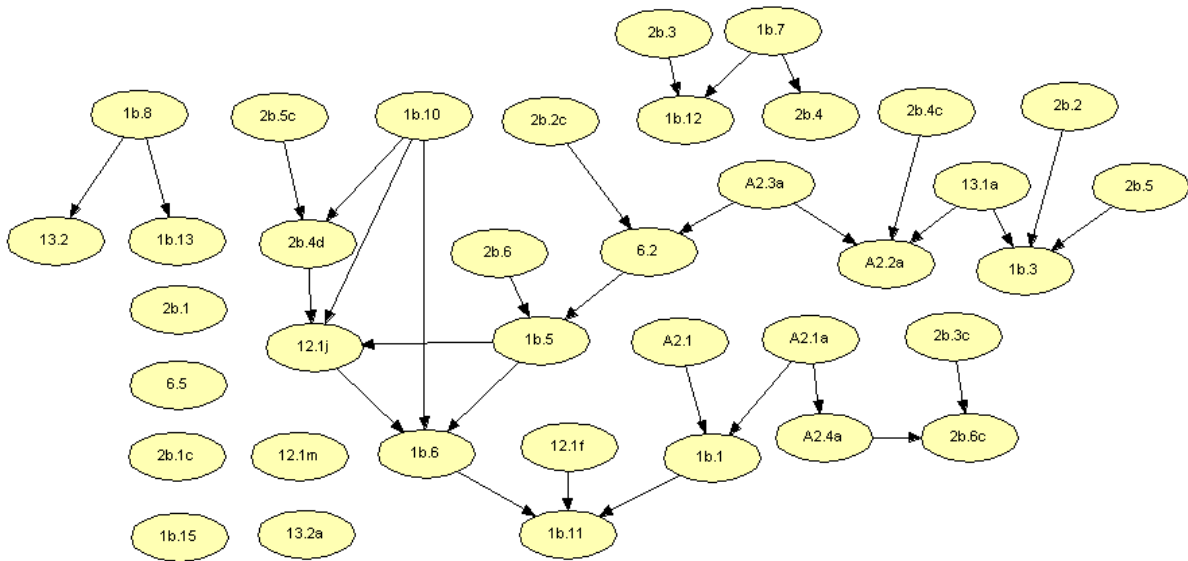 2b.3
1b.7
1b.8
2b.5c
1b.10
2b.2c
1b.12
2b.4
2b.4c
2b.2
A2.3a
13.1a
2b.5
13.2
1b.13
2b.4d
2b.6
6.2
A2.2a
1b.3
2b.1
12.1j
1b.5
A2.1
A2.1a
2b.3c
6.5
2b.1c
12.1m
1b.6
12.1f
1b.1
A2.4a
2b.6c
1b.15
13.2a
1b.11